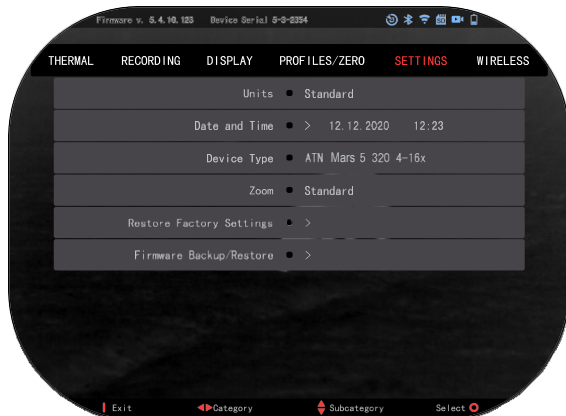 Firmware v. 5.4.10.123 Device Serial 5-3-2354
THERMAL RECORDING DISPLAY PROFILES/ZERO SETTINGS WIRELESS
Units Standard
Date and Time > 12.12.2020 12:23
Device Type ATN Mars 5 320 4-16x
Zoom Standard
Restore Factory Settings >
Firmware Backup/Restore >
Exit Category Subcategory Select